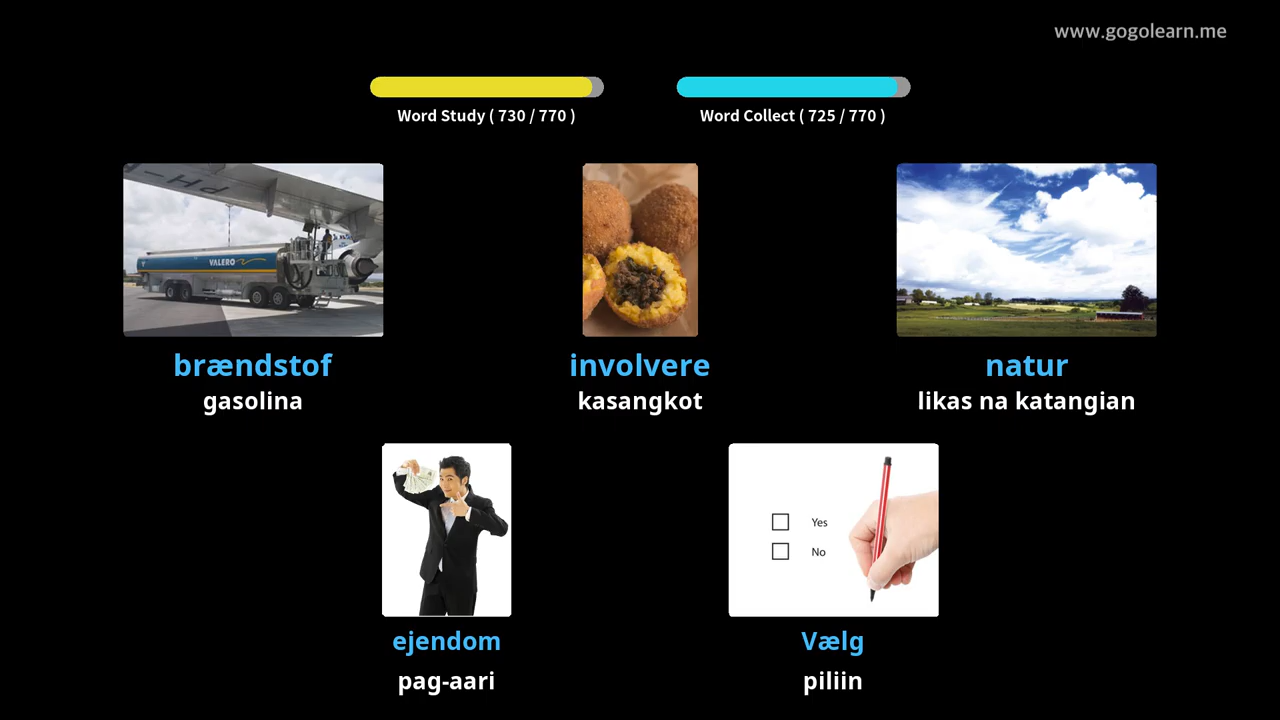 www.gogolearn.me
Word Study ( 730 / 770 )
Word Collect ( 725 / 770 )
PH-
VALERO
brændstof
involvere
natur
gasolina
kasangkot
likas na katangian
Yes
No
ejendom
Vælg
pag-aari
piliin